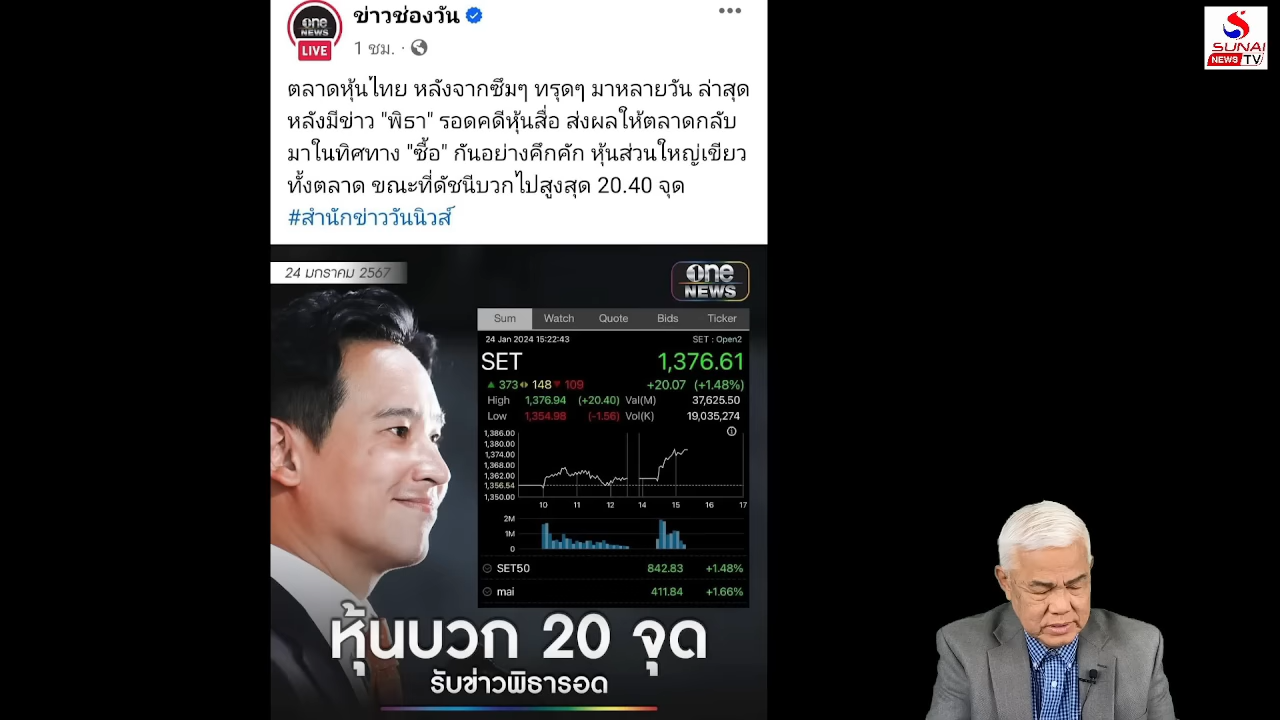 one
NEWS
LIVE
ข่าวช่องวัน
1 ชม. ·
ตลาดหุ้นไทย หลังจากซึมๆ ทรุดๆ มาหลายวัน ล่าสุด
หลังมีข่าว "พิธา" รอดคดีหุ้นสื่อ ส่งผลให้ตลาดกลับ
มาในทิศทาง "ซื้อ" กันอย่างคึกคัก หุ้นส่วนใหญ่เขียว
ทั้งตลาด ขณะที่ดัชนีบวกไปสูงสุด 20.40 จุด
#สำนักข่าววันนิวส์
24 มกราคม 2567
one
NEWS
Sum Watch Quote Bids Ticker
24 Jan 2024 15:22:43 SET : Open2
SET 1,376.61
373 148 109 +20.07 (+1.48%)
High 1,376.94 (+20.40) Val(M) 37,625.50
Low 1,354.98 (-1.56) Vol(K) 19,035,274
1,386.00
1,380.00
1,374.00
1,368.00
1,362.00
1,356.54
1,350.00
10 11 12 14 15 16 17
2M
1M
0
SET50 842.83 +1.48%
mai 411.84 +1.66%
หุ้นบวก 20 จุด
รับข่าวพิธารอด
SUNAI
NEWS TV